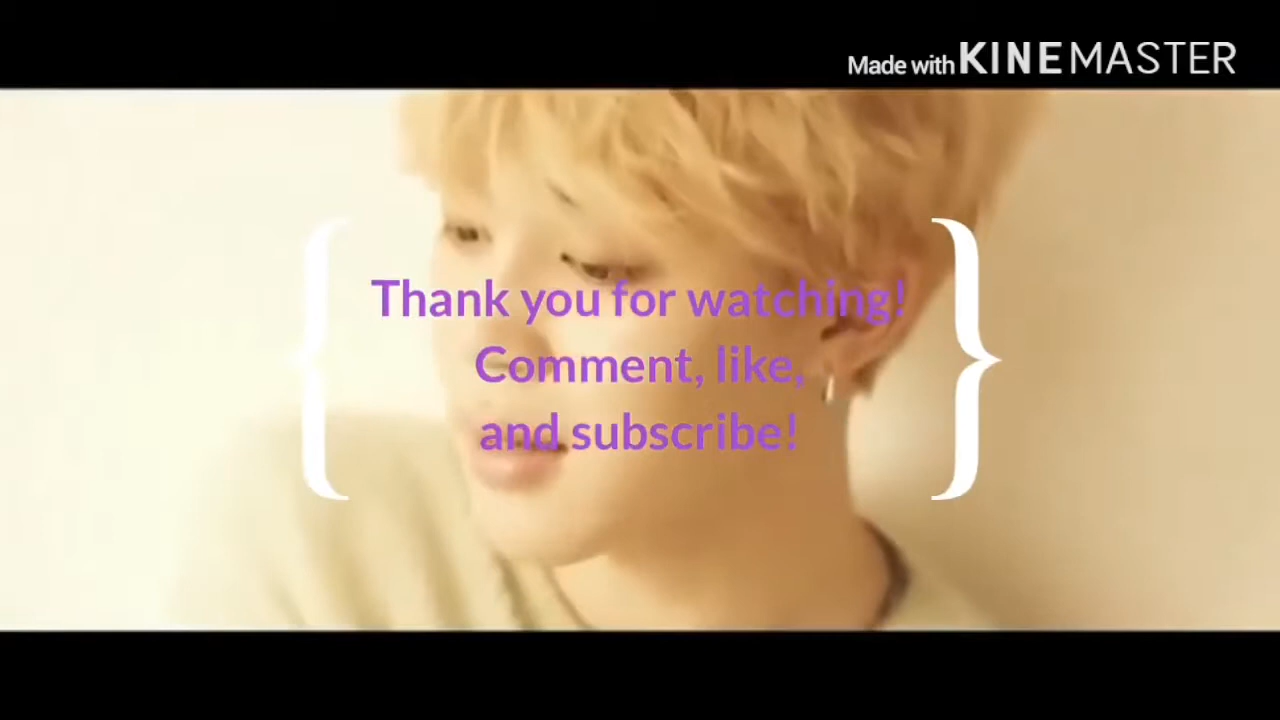 Made with KINEMASTER
Thank you for watching!
Comment, like,
and subscribe!